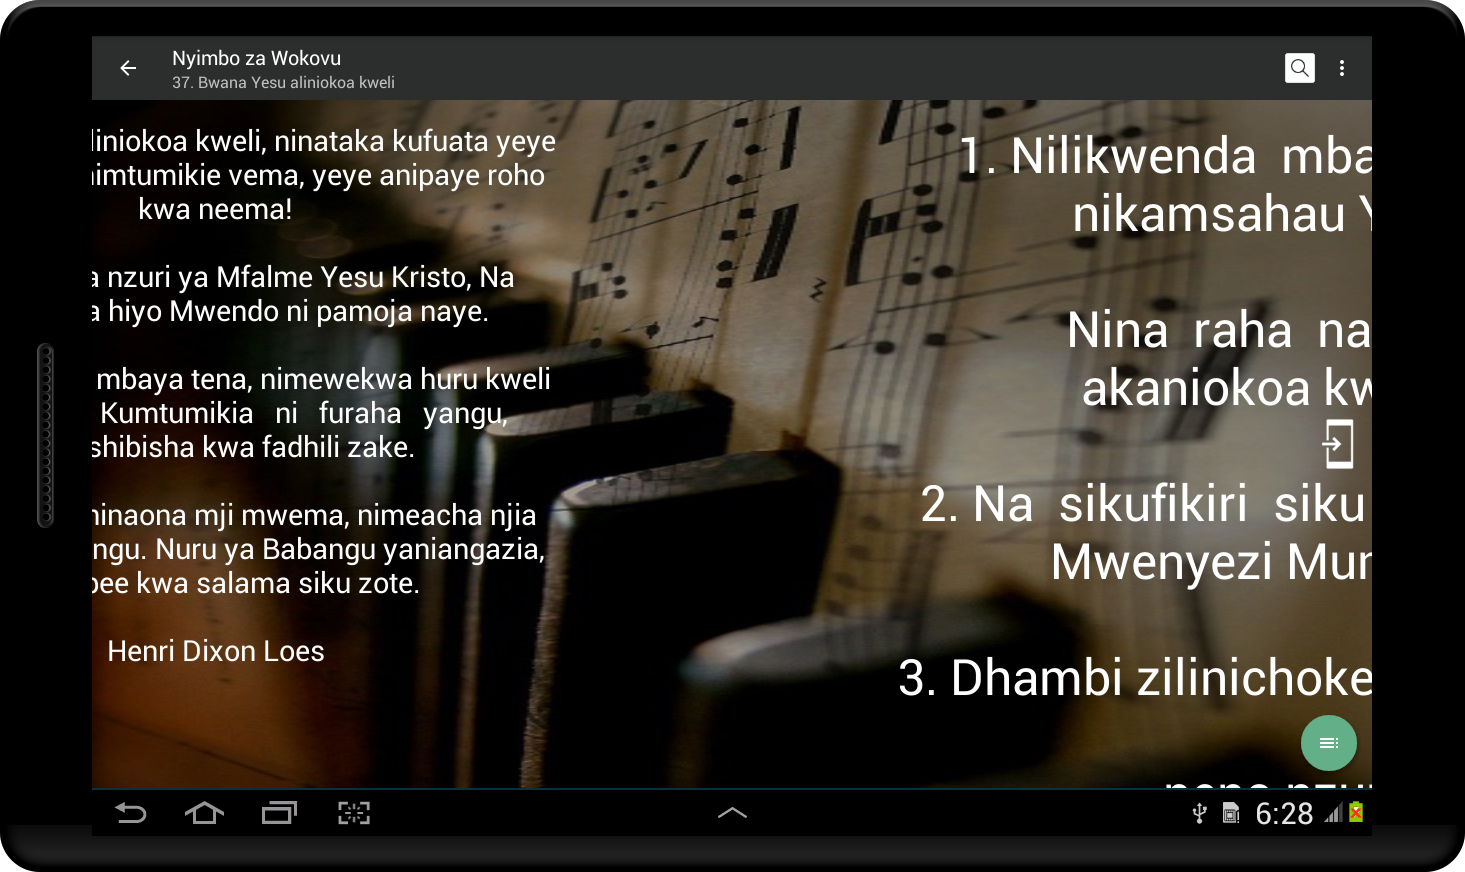 Nyimbo za Wokovu
37. Bwana Yesu aliniokoa kweli
liniokoa kweli, ninataka kufuata yeye
nimtumikie vema, yeye anipaye roho
kwa neema!
a nzuri ya Mfalme Yesu Kristo, Na
a hiyo Mwendo ni pamoja naye.
mbaya tena, nimewekwa huru kweli
Kumtumikia ni furaha yangu,
shibisha kwa fadhili zake.
ninaona mji mwema, nimeacha njia
ngu. Nuru ya Babangu yaniangazia,
pee kwa salama siku zote.
Henri Dixon Loes
1. Nilikwenda mba
nikamsahau Y
Nina raha na
akaniokoa kw
2. Na sikufikiri siku
Mwenyezi Mun
3. Dhambi zilinichoke
6:28